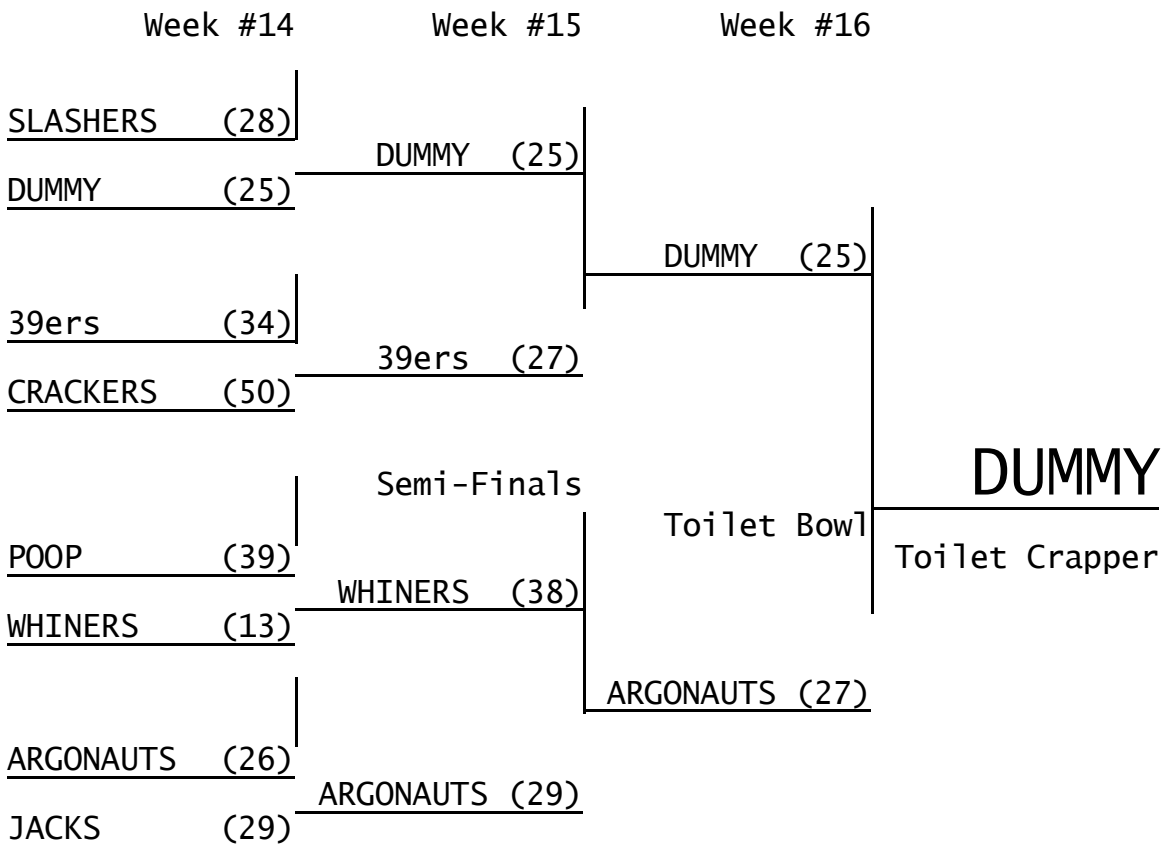 Week #14 Week #15 Week #16
SLASHERS (28)
DUMMY (25)
DUMMY (25)
DUMMY (25)
39ers (34)
39ers (27)
CRACKERS (50)
DUMMY
Semi-Finals
Toilet Bowl
POOP (39)
Toilet Crapper
WHINERS (38)
WHINERS (13)
ARGONAUTS (27)
ARGONAUTS (26)
ARGONAUTS (29)
JACKS (29)